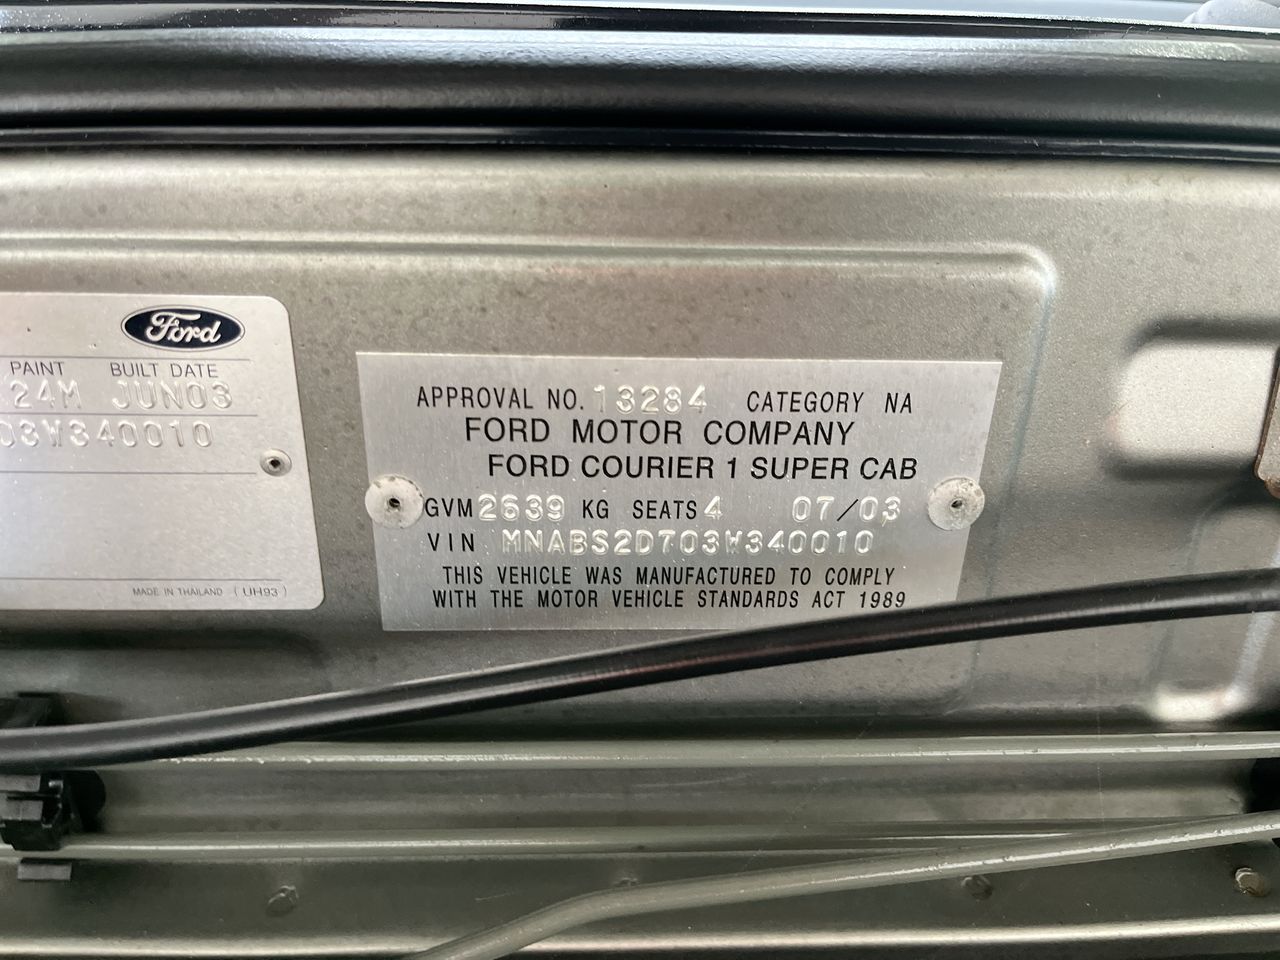 Ford
PAINT BUILT DATE
24M JUN03
03W340010
MADE IN THAILAND (UH93)
APPROVAL NO. 13284 CATEGORY NA
FORD MOTOR COMPANY
FORD COURIER 1 SUPER CAB
GVM 2639 KG SEATS 4 07/03
VIN MNABS2D703W340010
THIS VEHICLE WAS MANUFACTURED TO COMPLY
WITH THE MOTOR VEHICLE STANDARDS ACT 1989